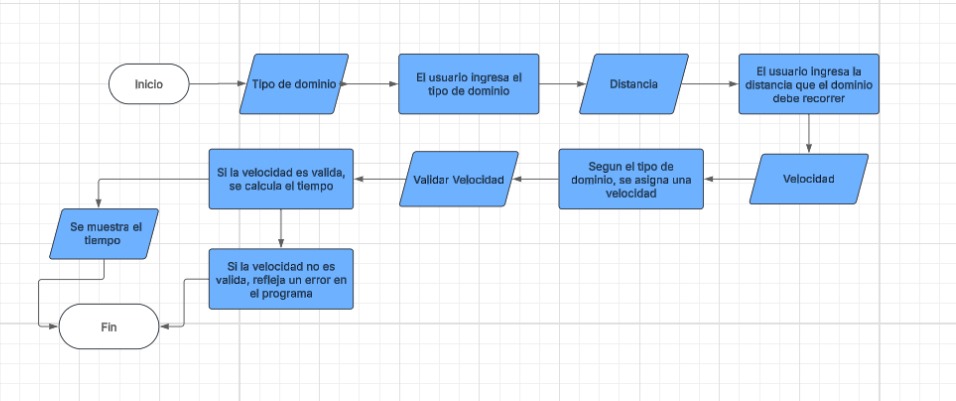 Inicio
Tipo de dominio
El usuario ingresa el
tipo de dominio
Distancia
El usuario ingresa la
distancia que el dominio
debe recorrer
Velocidad
Segun el tipo de
dominio, se asigna una
velocidad
Validar Velocidad
Si la velocidad es valida,
se calcula el tiempo
Se muestra el
tiempo
Si la velocidad no es
valida, refleja un error en
el programa
Fin